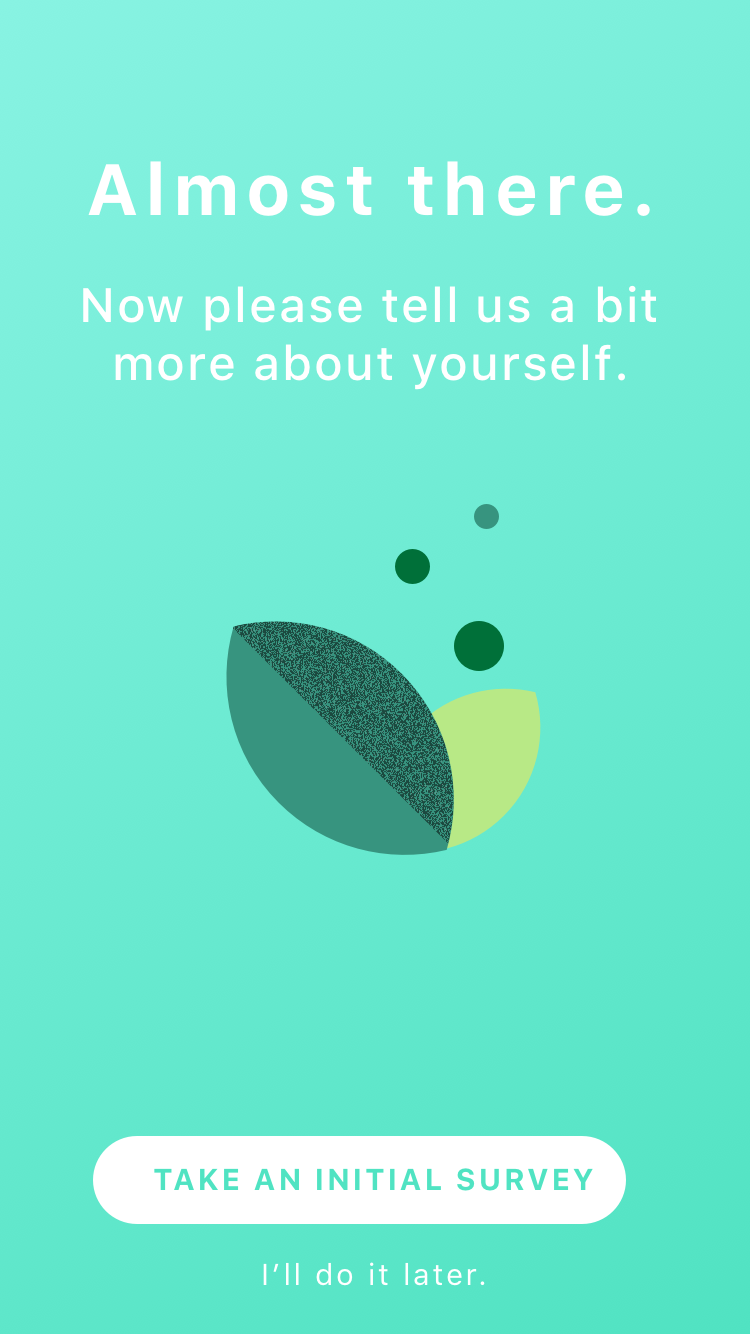 Almost there.
Now please tell us a bit
more about yourself.
TAKE AN INITIAL SURVEY
I’ll do it later.